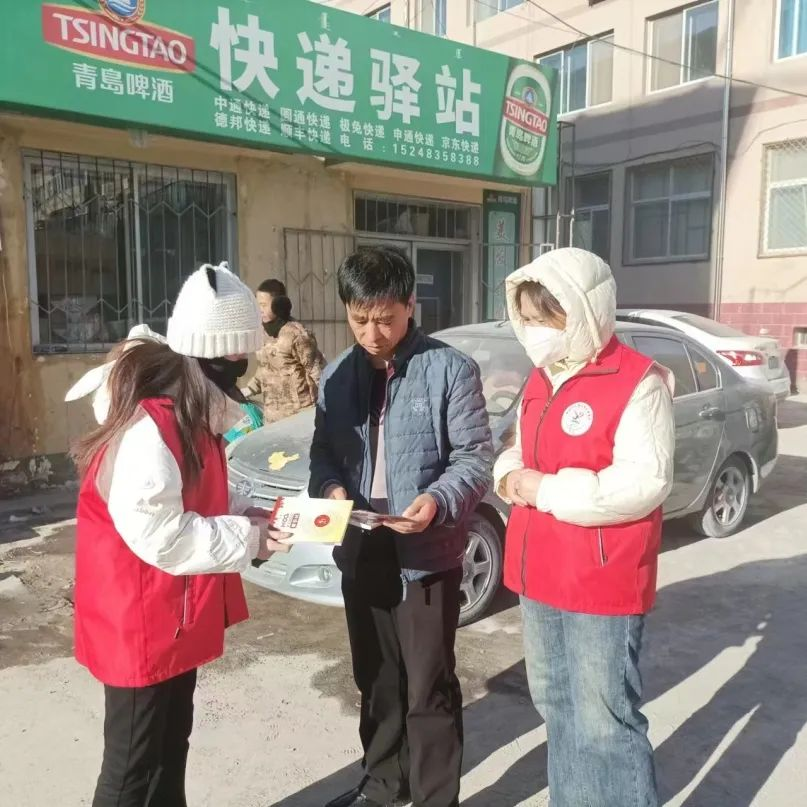 TSINGTAO
青島啤酒
快递驿站
中通快递 圆通快递 极兔快递 申通快递 京东快递
德邦快递 顺丰快递 电话:15248358388
TSINGTAO
青島啤酒